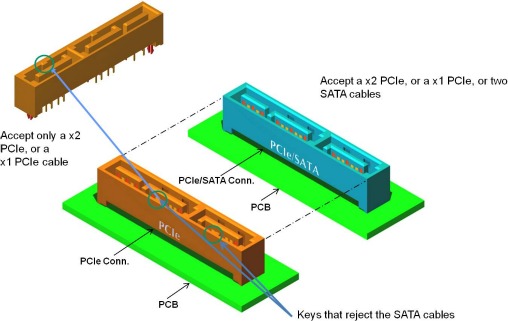 Accept a x2 PCIe, or a x1 PCIe, or two
SATA cables
Accept only a x2
PCIe, or a
x1 PCIe cable
PCIe/SATA
PCIe/SATA Conn.
PCB
PCIe
PCIe Conn.
PCB
Keys that reject the SATA cables